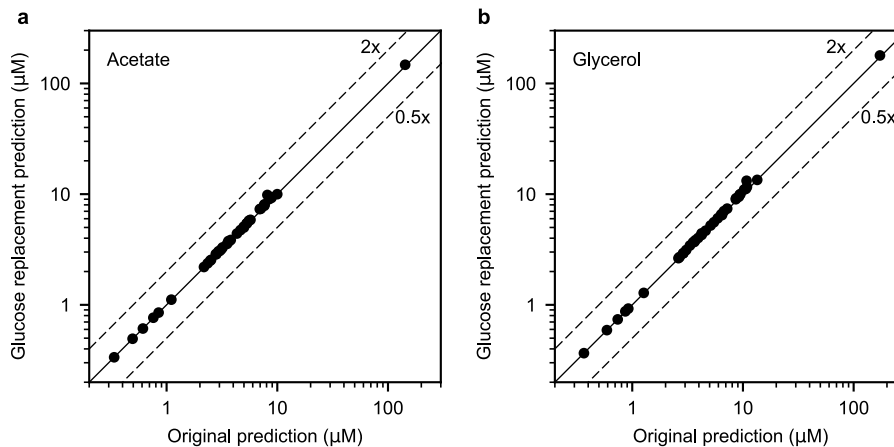 a
Acetate
2x
0.5x
Glucose replacement prediction (µM)
100
10
1
1
10
100
Original prediction (µM)
b
Glycerol
2x
0.5x
Glucose replacement prediction (µM)
100
10
1
1
10
100
Original prediction (µM)